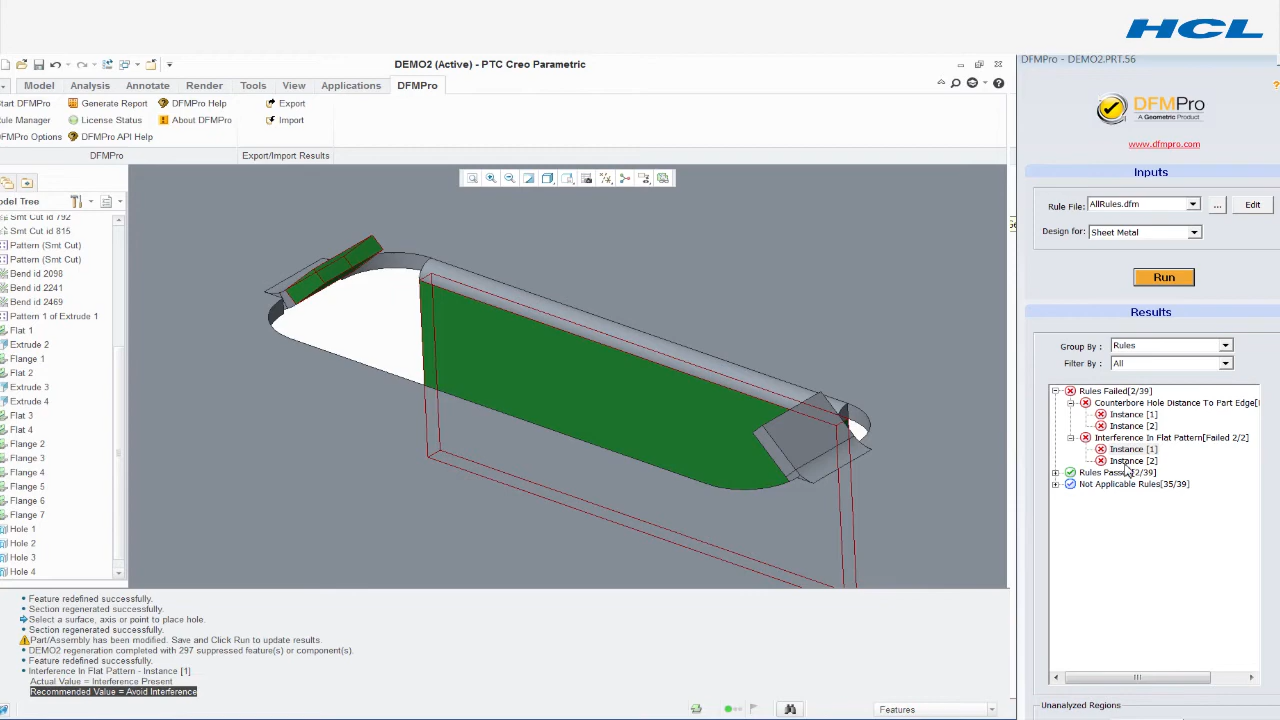 HCL
DEMO2 (Active) - PTC Creo Parametric
DFMPro - DEMO2.PRT.56
Model Analysis Annotate Render Tools View Applications DFMPro
Generate Report DFMPro Help Export
License Status About DFMPro Import
DFMPro Options DFMPro API Help
DFMPro Export/Import Results
DFMPro
A Geometric Product
www.dfmpro.com
Inputs
Rule File: AllRules.dfm ... Edit
Design for: Sheet Metal
Run
Results
Group By : Rules
Filter By : All
Rules Failed[2/39]
Counterbore Hole Distance To Part Edge[
Instance [1]
Instance [2]
Interference In Flat Pattern[Failed 2/2]
Instance [1]
Instance [2]
Rules Pass [2/39]
Not Applicable Rules[35/39]
Unanalyzed Regions
Tree
Smt Cut id 792
Smt Cut id 815
Pattern (Smt Cut)
Pattern (Smt Cut)
Bend id 2098
Bend id 2241
Bend id 2469
Pattern 1 of Extrude 1
Flat 1
Extrude 2
Flange 1
Flat 2
Extrude 3
Extrude 4
Flat 3
Flat 4
Flange 2
Flange 3
Flange 4
Flange 5
Flange 6
Flange 7
Hole 1
Hole 2
Hole 3
Hole 4
Feature redefined successfully.
Section regenerated successfully.
Select a surface, axis or point to place hole.
Section regenerated successfully.
Part/Assembly has been modified. Save and Click Run to update results.
DEMO2 regeneration completed with 297 suppressed feature(s) or component(s).
Feature redefined successfully.
Interference In Flat Pattern - Instance [1]
Actual Value = Interference Present
Recommended Value = Avoid Interference
Features